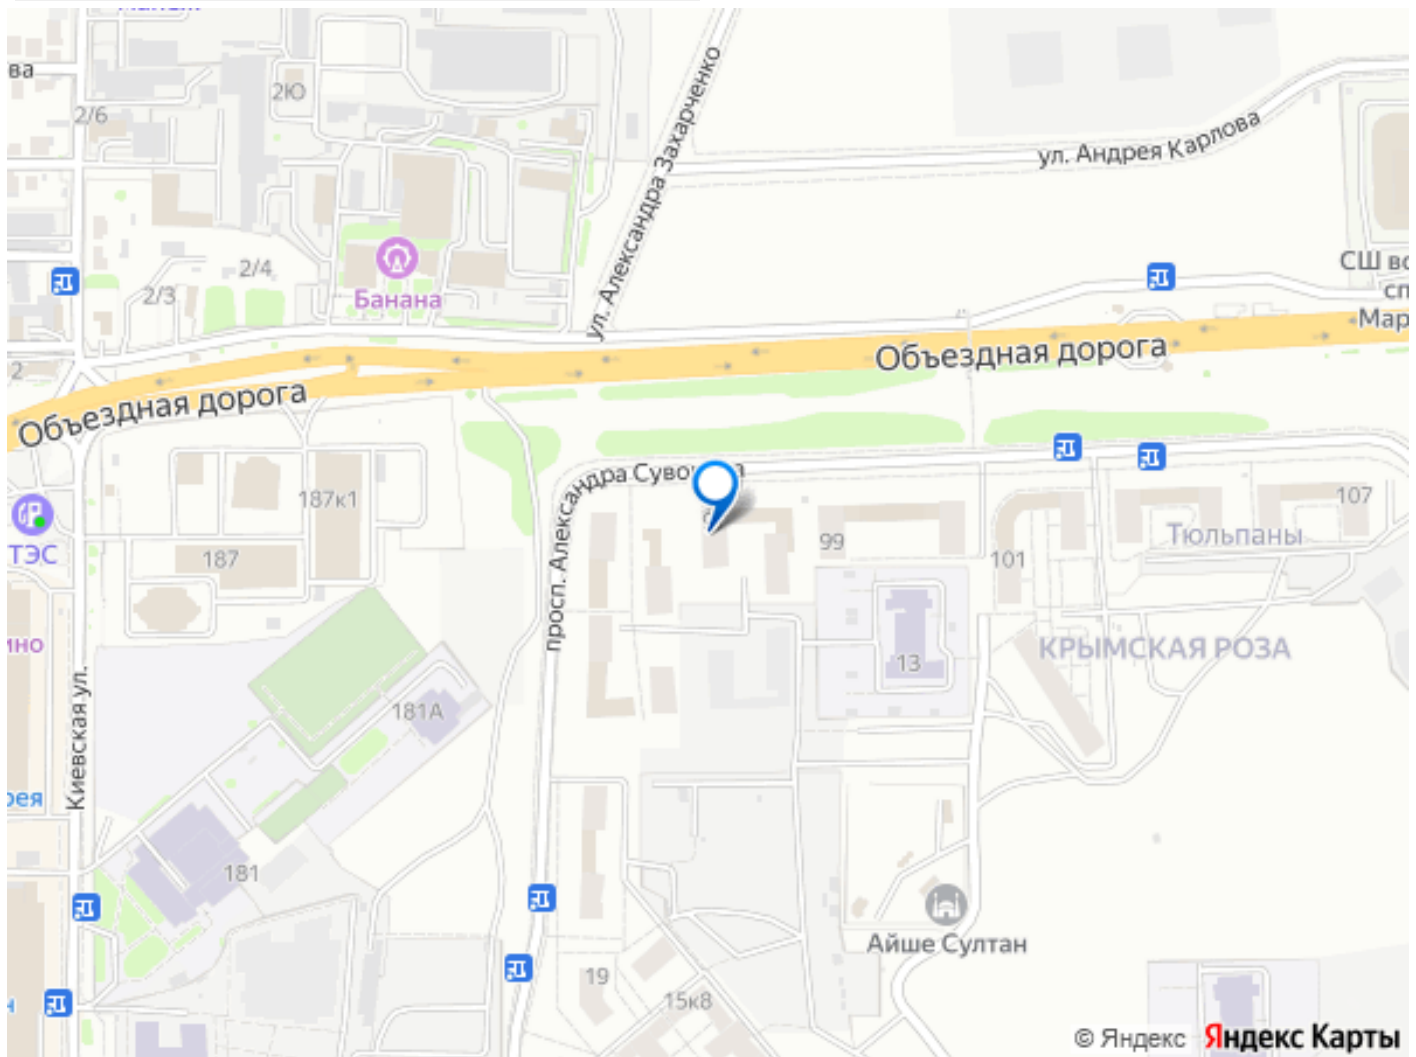 2Ю
2/6
ул. Александра Захарченко
ул. Андрея Карлова
2/4
2/3
Банана
СШ
Объездная дорога
2
Объездная дорога
просп. Александра
187к1
ТЭС
187
99
101
107
Тюльпаны
КРЫМСКАЯ РОЗА
13
181А
Киевская ул.
181
Айше Султан
19
15к8
© Яндекс Яндекс Карты